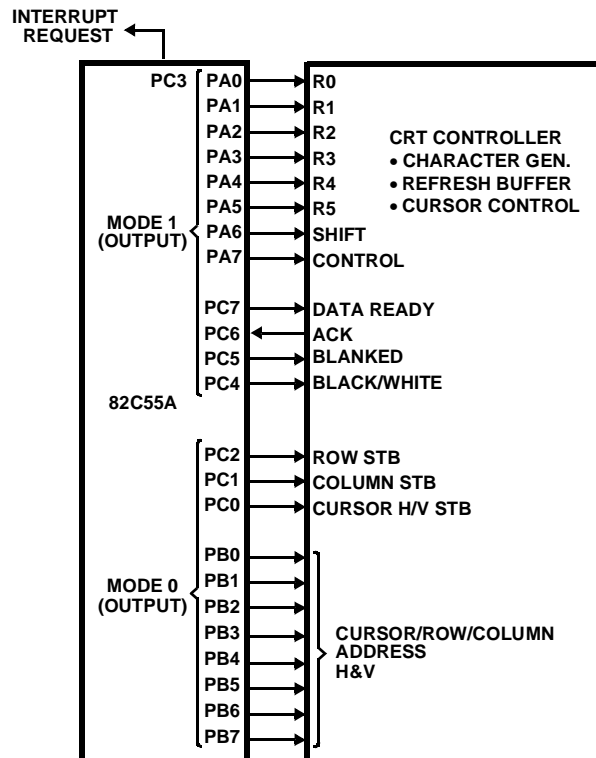 INTERRUPT
REQUEST
PC3 PA0 R0
PA1 R1
PA2 R2
PA3 R3
PA4 R4
PA5 R5
PA6 SHIFT
PA7 CONTROL
CRT CONTROLLER
• CHARACTER GEN.
• REFRESH BUFFER
• CURSOR CONTROL
MODE 1
(OUTPUT)
PC7 DATA READY
PC6 ACK
PC5 BLANKED
PC4 BLACK/WHITE
82C55A
PC2 ROW STB
PC1 COLUMN STB
PC0 CURSOR H/V STB
MODE 0
(OUTPUT)
PB0
PB1
PB2
PB3
PB4
PB5
PB6
PB7
CURSOR/ROW/COLUMN
ADDRESS
H&V